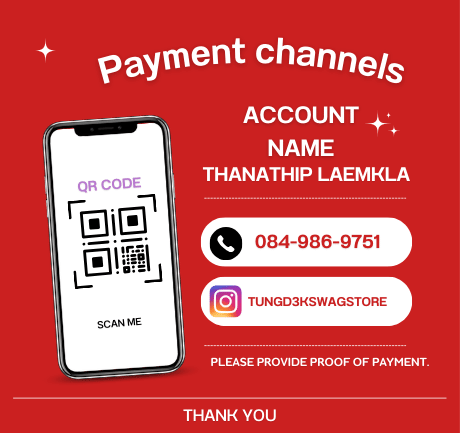 Payment channels
ACCOUNT
NAME
THANATHIP LAEMKLA
QR CODE
084-986-9751
TUNGD3KSWAGSTORE
SCAN ME
PLEASE PROVIDE PROOF OF PAYMENT.
THANK YOU